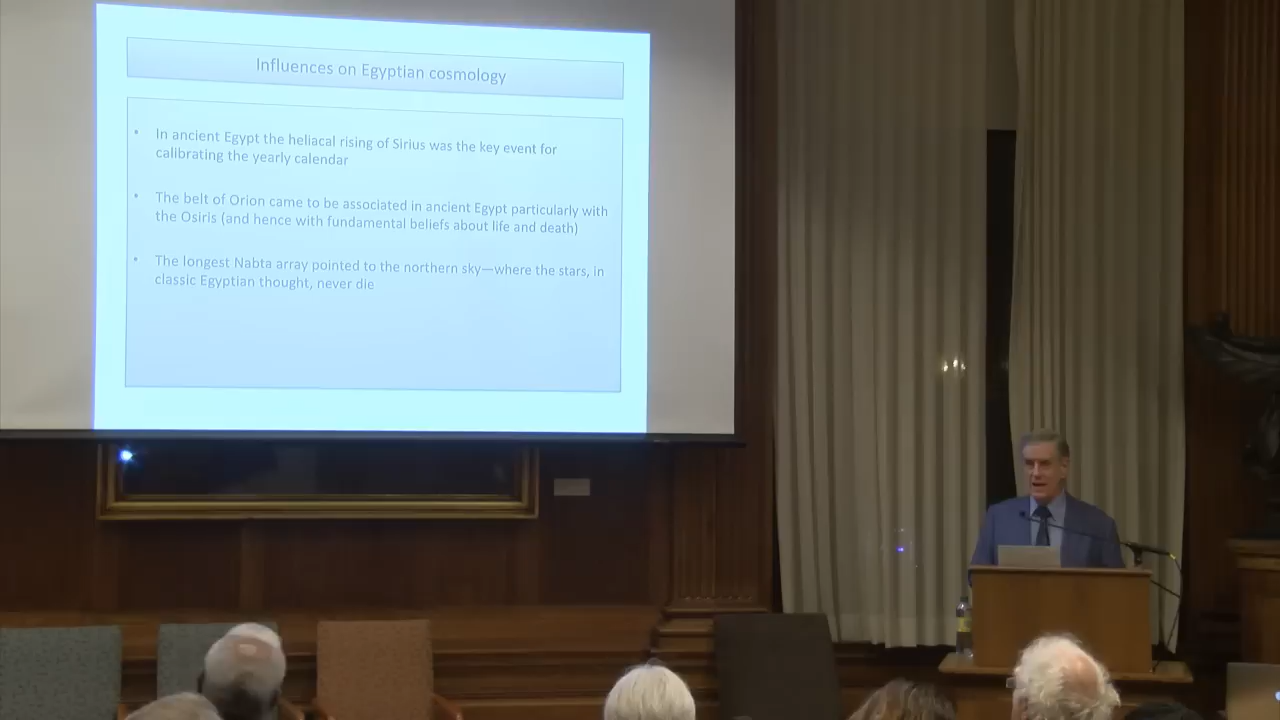 Influences on Egyptian cosmology
• In ancient Egypt the heliacal rising of Sirius was the key event for
calibrating the yearly calendar
• The belt of Orion came to be associated in ancient Egypt particularly with
the Osiris (and hence with fundamental beliefs about life and death)
• The longest Nabta array pointed to the northern sky—where the stars, in
classic Egyptian thought, never die